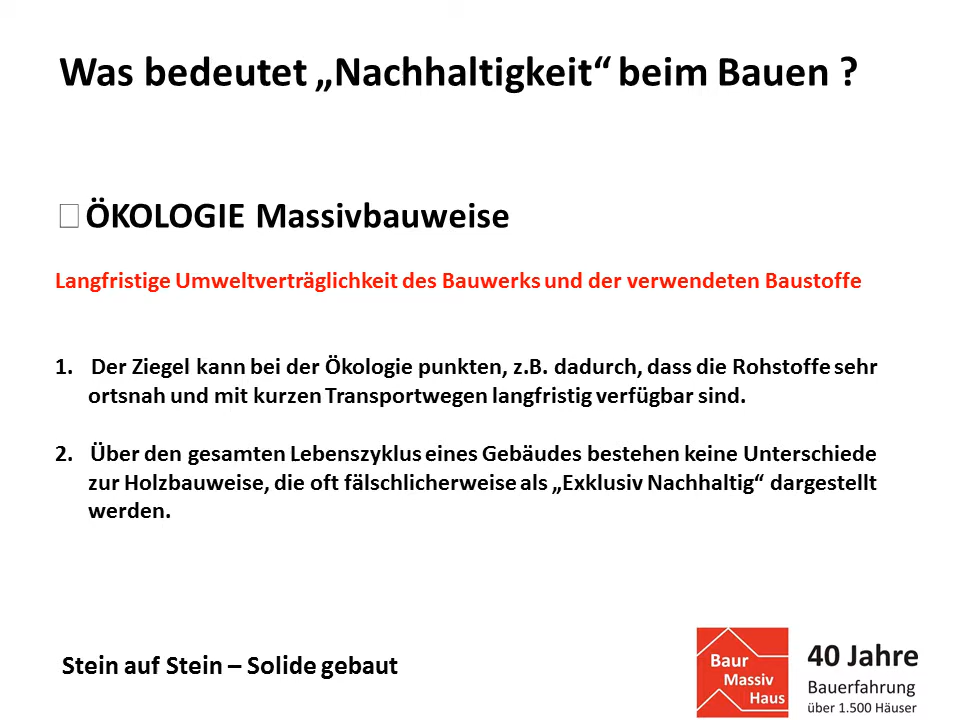 Was bedeutet „Nachhaltigkeit“ beim Bauen ?
ÖKOLOGIE Massivbauweise
Langfristige Umweltverträglichkeit des Bauwerks und der verwendeten Baustoffe
1. Der Ziegel kann bei der Ökologie punkten, z.B. dadurch, dass die Rohstoffe sehr
ortsnah und mit kurzen Transportwegen langfristig verfügbar sind.
2. Über den gesamten Lebenszyklus eines Gebäudes bestehen keine Unterschiede
zur Holzbauweise, die oft fälschlicherweise als „Exklusiv Nachhaltig“ dargestellt
werden.
Stein auf Stein – Solide gebaut
Baur
Massiv
Haus
40 Jahre
Bauerfahrung
über 1.500 Häuser